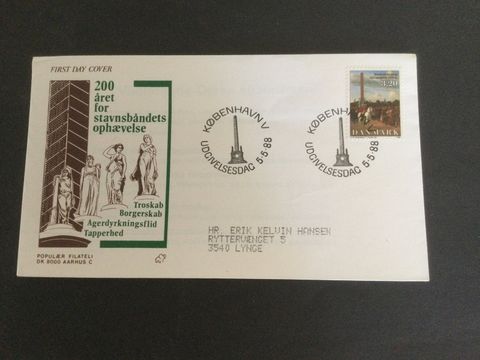 FIRST DAY COVER
200
året
for
stavnsbåndets
ophævelse
Troskab
Borgerskab
Agerdyrkningsflid
Tapperhed
POPULÆR FILATELI
DK 8000 AARHUS C
KØBENHAVN V
UDGIVELSESDAG 5-5-88
KØBENHAVN V
UDGIVELSESDAG 5-5-88
3.20
DANMARK
HR. ERIK KELVIN HANSEN
RYTTERVÆNGET 5
3540 LYNGE